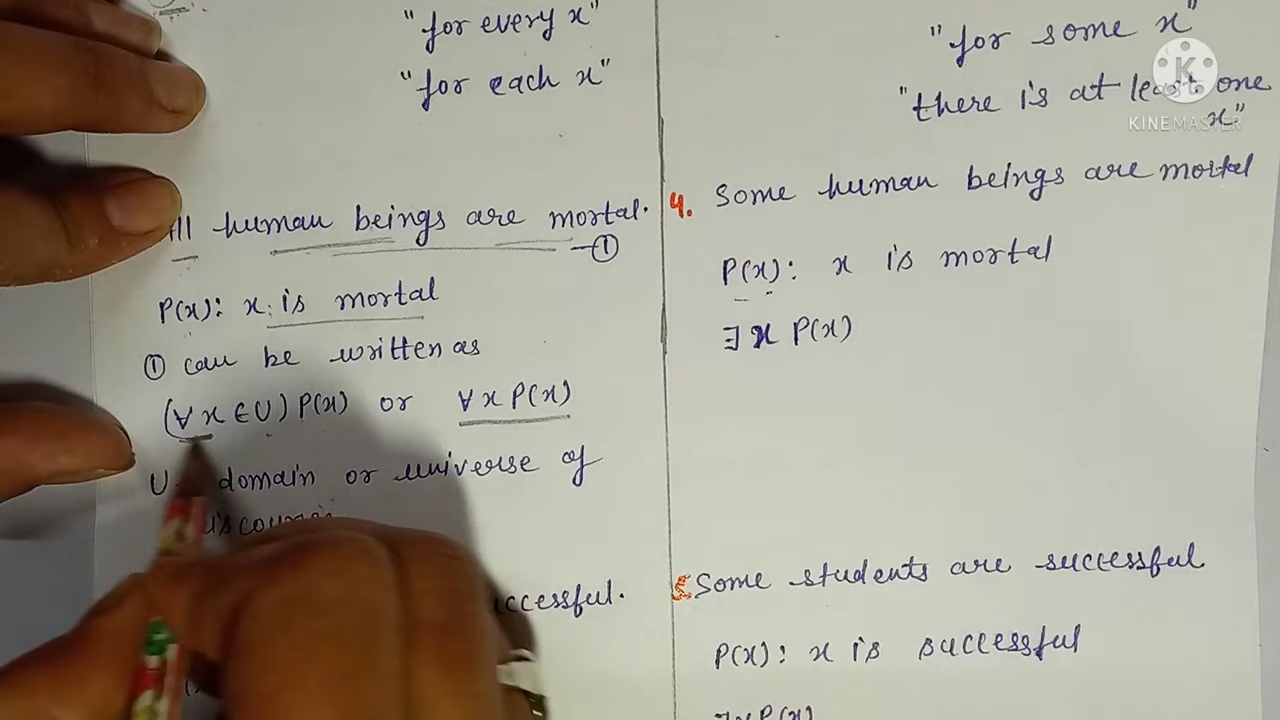 "for every x"
"for each x"
human beings are mortal.
—①
P(x): x is mortal
① can be written as
(∀x∈U) P(x) or ∀x P(x)
U domain or universe of
successful.
"for some x"
"there is at least one
x"
KINEMASTER
4. Some human beings are mortal
P(x): x is mortal
∃ x P(x)
5. Some students are successful
P(x): x is successful
∃x P(x)